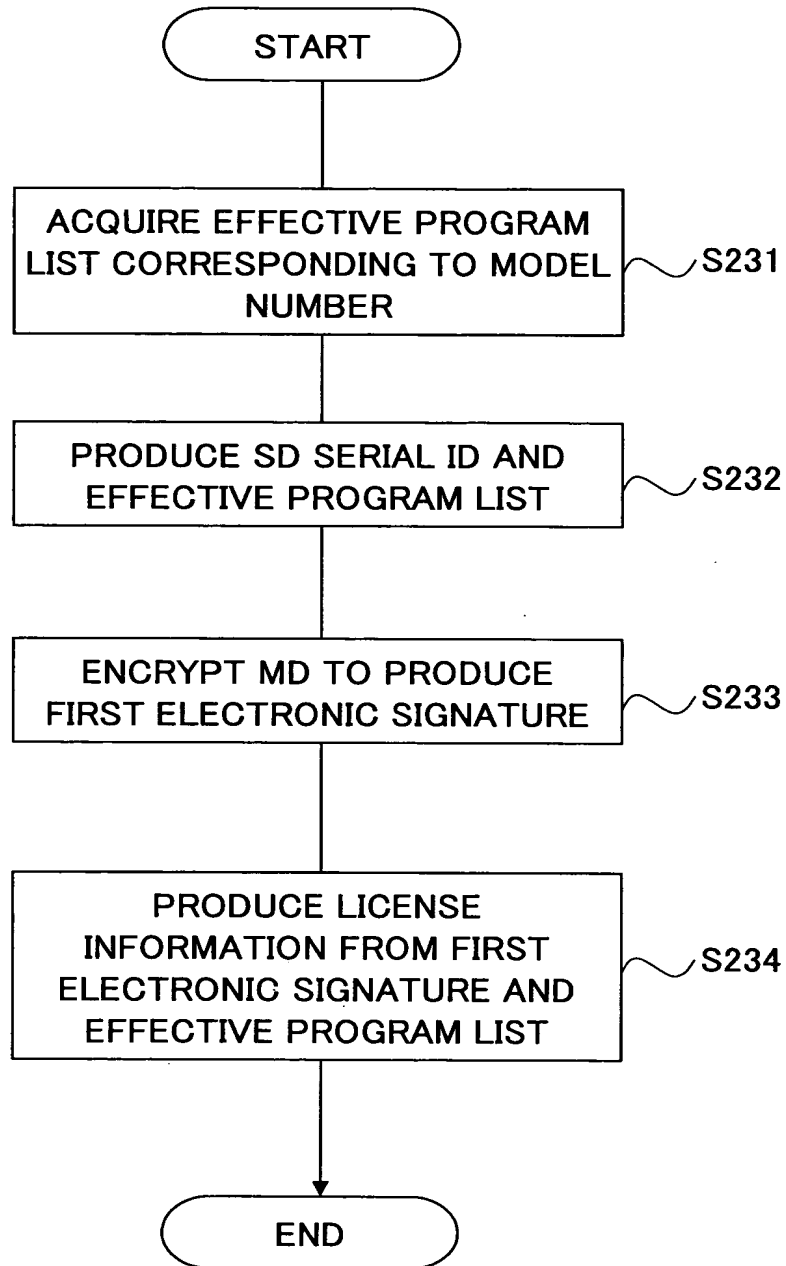 START
ACQUIRE EFFECTIVE PROGRAM
LIST CORRESPONDING TO MODEL
NUMBER
S231
PRODUCE SD SERIAL ID AND
EFFECTIVE PROGRAM LIST
S232
ENCRYPT MD TO PRODUCE
FIRST ELECTRONIC SIGNATURE
S233
PRODUCE LICENSE
INFORMATION FROM FIRST
ELECTRONIC SIGNATURE AND
EFFECTIVE PROGRAM LIST
S234
END